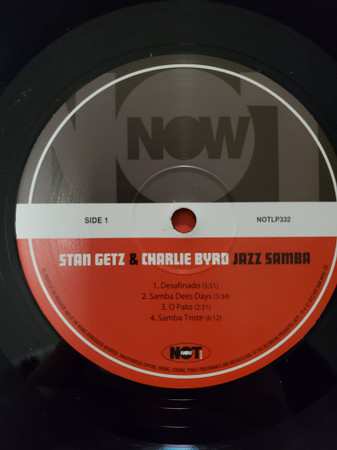 NOW
SIDE 1
NOTLP332
STAN GETZ & CHARLIE BYRD JAZZ SAMBA
1. Desafinado (5:51)
2. Samba Dees Days (3:34)
3. O Pato (2:31)
4. Samba Triste (4:12)
NOT NOW